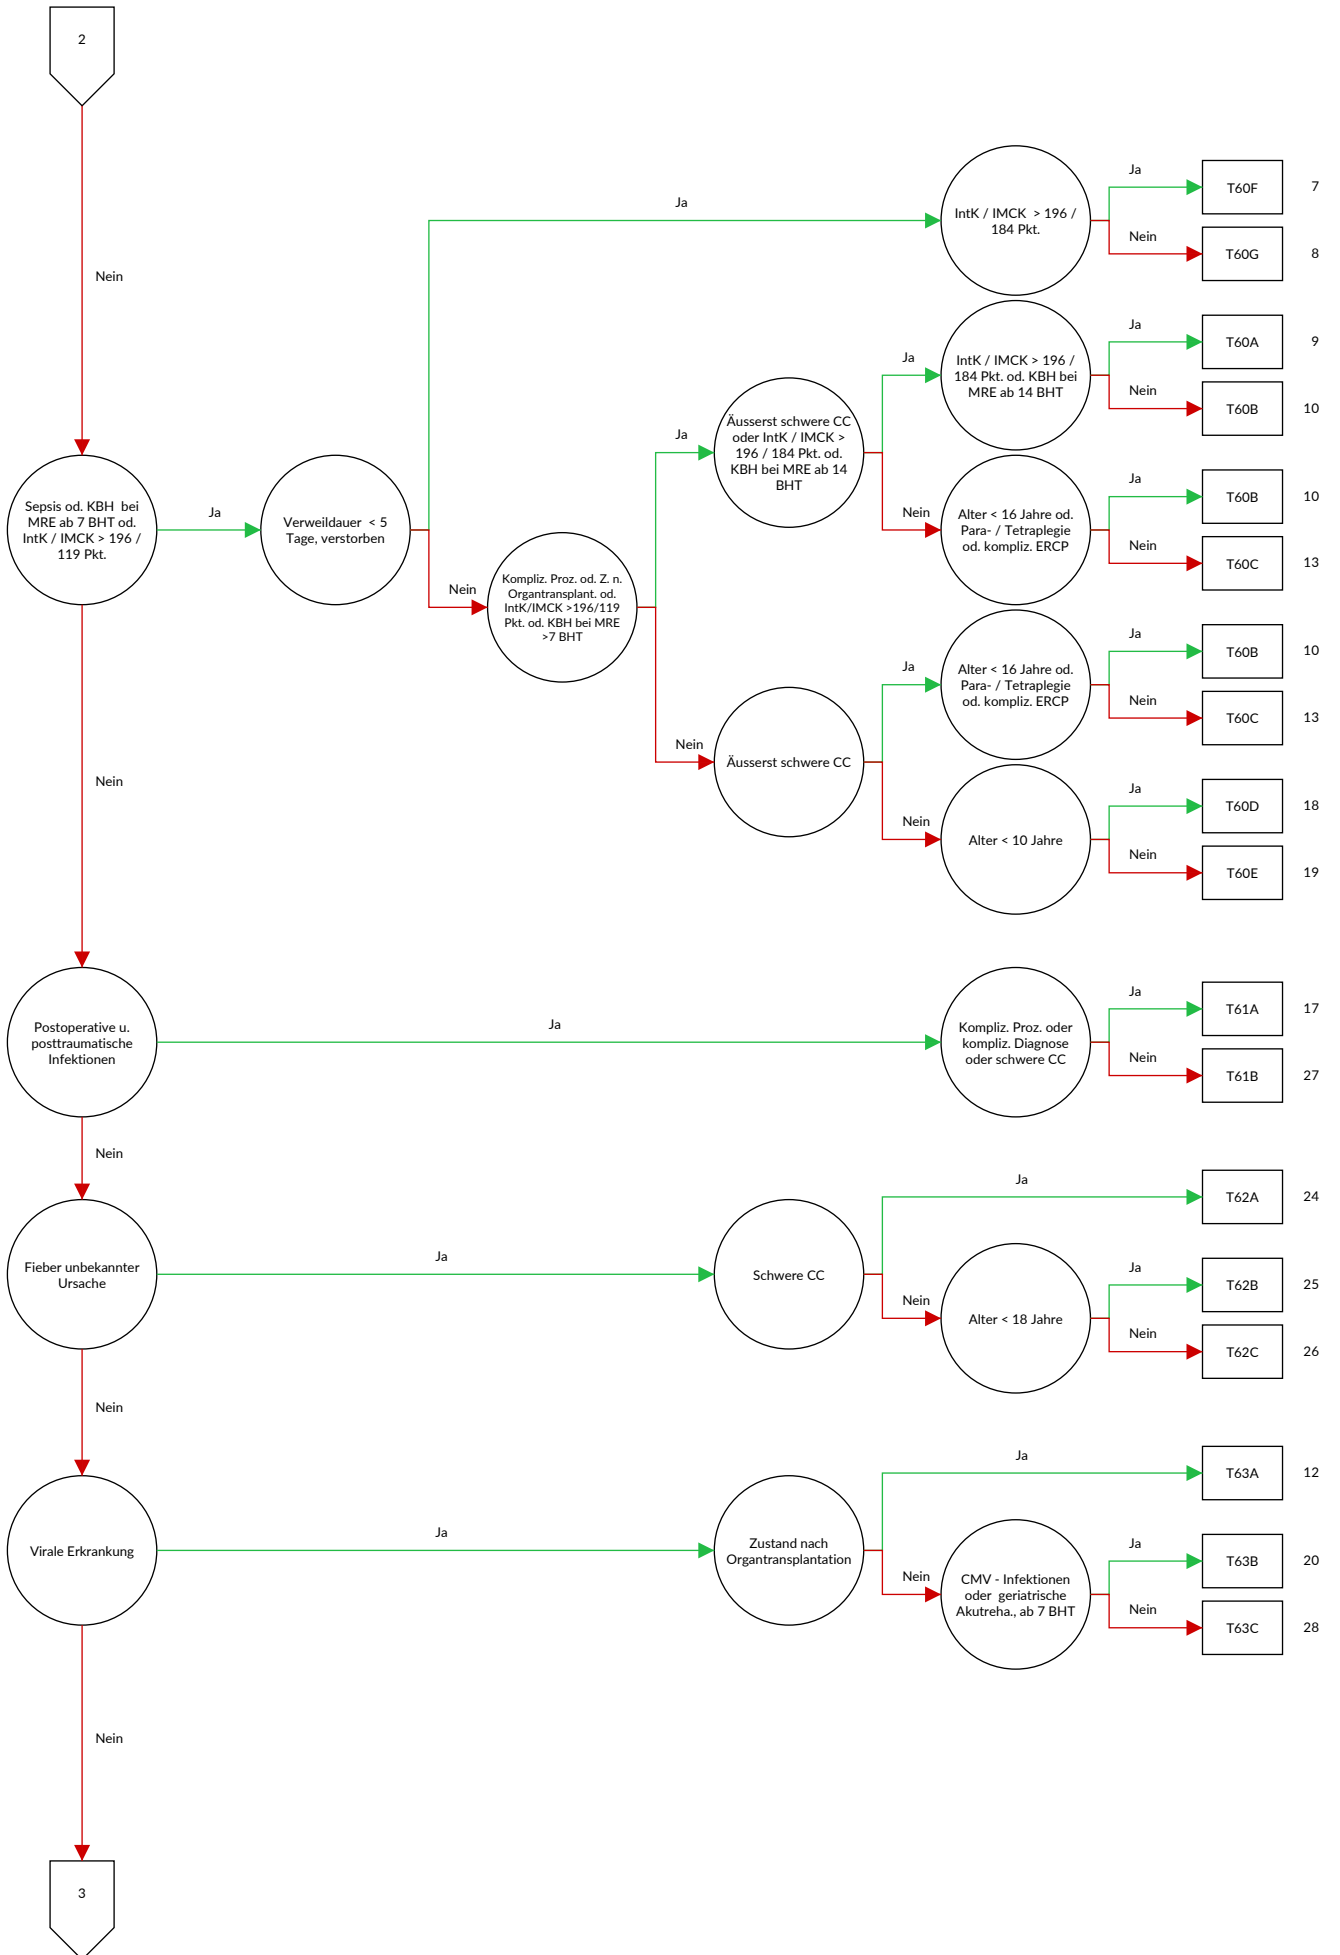 2
Nein
Ja
IntK / IMCK > 196 /
184 Pkt.
Ja
T60F
7
Nein
T60G
8
Ja
IntK / IMCK > 196 /
184 Pkt. od. KBH bei
MRE ab 14 BHT
Ja
T60A
9
Nein
T60B
10
Ja
Äusserst schwere CC
oder IntK / IMCK >
196 / 184 Pkt. od.
KBH bei MRE ab 14
BHT
Nein
Alter < 16 Jahre od.
Para- / Tetraplegie
od. kompliz. ERCP
Ja
T60B
10
Nein
T60C
13
Sepsis od. KBH bei
MRE ab 7 BHT od.
IntK / IMCK > 196 /
119 Pkt.
Ja
Verweildauer < 5
Tage, verstorben
Nein
Kompliz. Proz. od. Z. n.
Organtransplant. od.
IntK/IMCK >196/119
Pkt. od. KBH bei MRE
>7 BHT
Ja
Alter < 16 Jahre od.
Para- / Tetraplegie
od. kompliz. ERCP
Ja
T60B
10
Nein
T60C
13
Nein
Äusserst schwere CC
Nein
Alter < 10 Jahre
Ja
T60D
18
Nein
T60E
19
Nein
Postoperative u.
posttraumatische
Infektionen
Ja
Kompliz. Proz. oder
kompliz. Diagnose
oder schwere CC
Ja
T61A
17
Nein
T61B
27
Nein
Fieber unbekannter
Ursache
Ja
Schwere CC
Ja
T62A
24
Nein
Alter < 18 Jahre
Ja
T62B
25
Nein
T62C
26
Nein
Virale Erkrankung
Ja
Zustand nach
Organtransplantation
Ja
T63A
12
Nein
CMV - Infektionen
oder geriatrische
Akutreha., ab 7 BHT
Ja
T63B
20
Nein
T63C
28
Nein
3